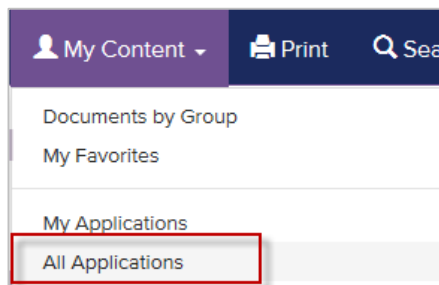 My Content Print Sea
Documents by Group
My Favorites
My Applications
All Applications